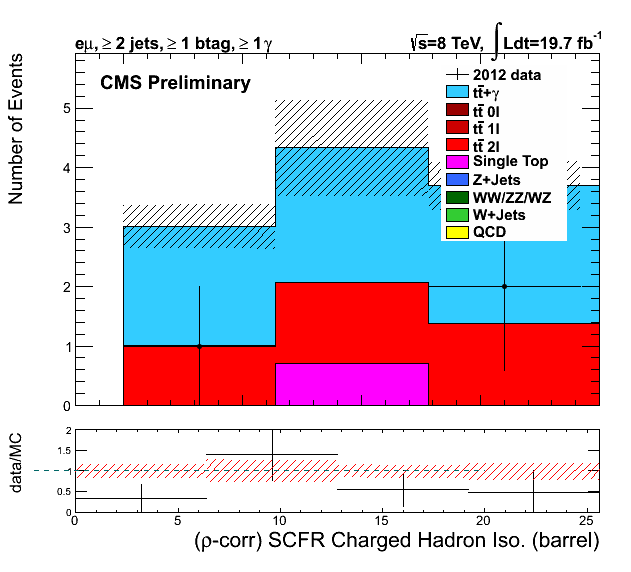 eμ, ≥ 2 jets, ≥ 1 btag, ≥ 1 γ
√s=8 TeV, ∫Ldt=19.7 fb⁻¹
CMS Preliminary
2012 data
tt̄+γ
tt̄ 0l
tt̄ 1l
tt̄ 2l
Single Top
Z+Jets
WW/ZZ/WZ
W+Jets
QCD
Number of Events
5
4
3
2
1
0
data/MC
2
1.5
1
0.5
0
0 5 10 15 20 25
(ρ-corr) SCFR Charged Hadron Iso. (barrel)